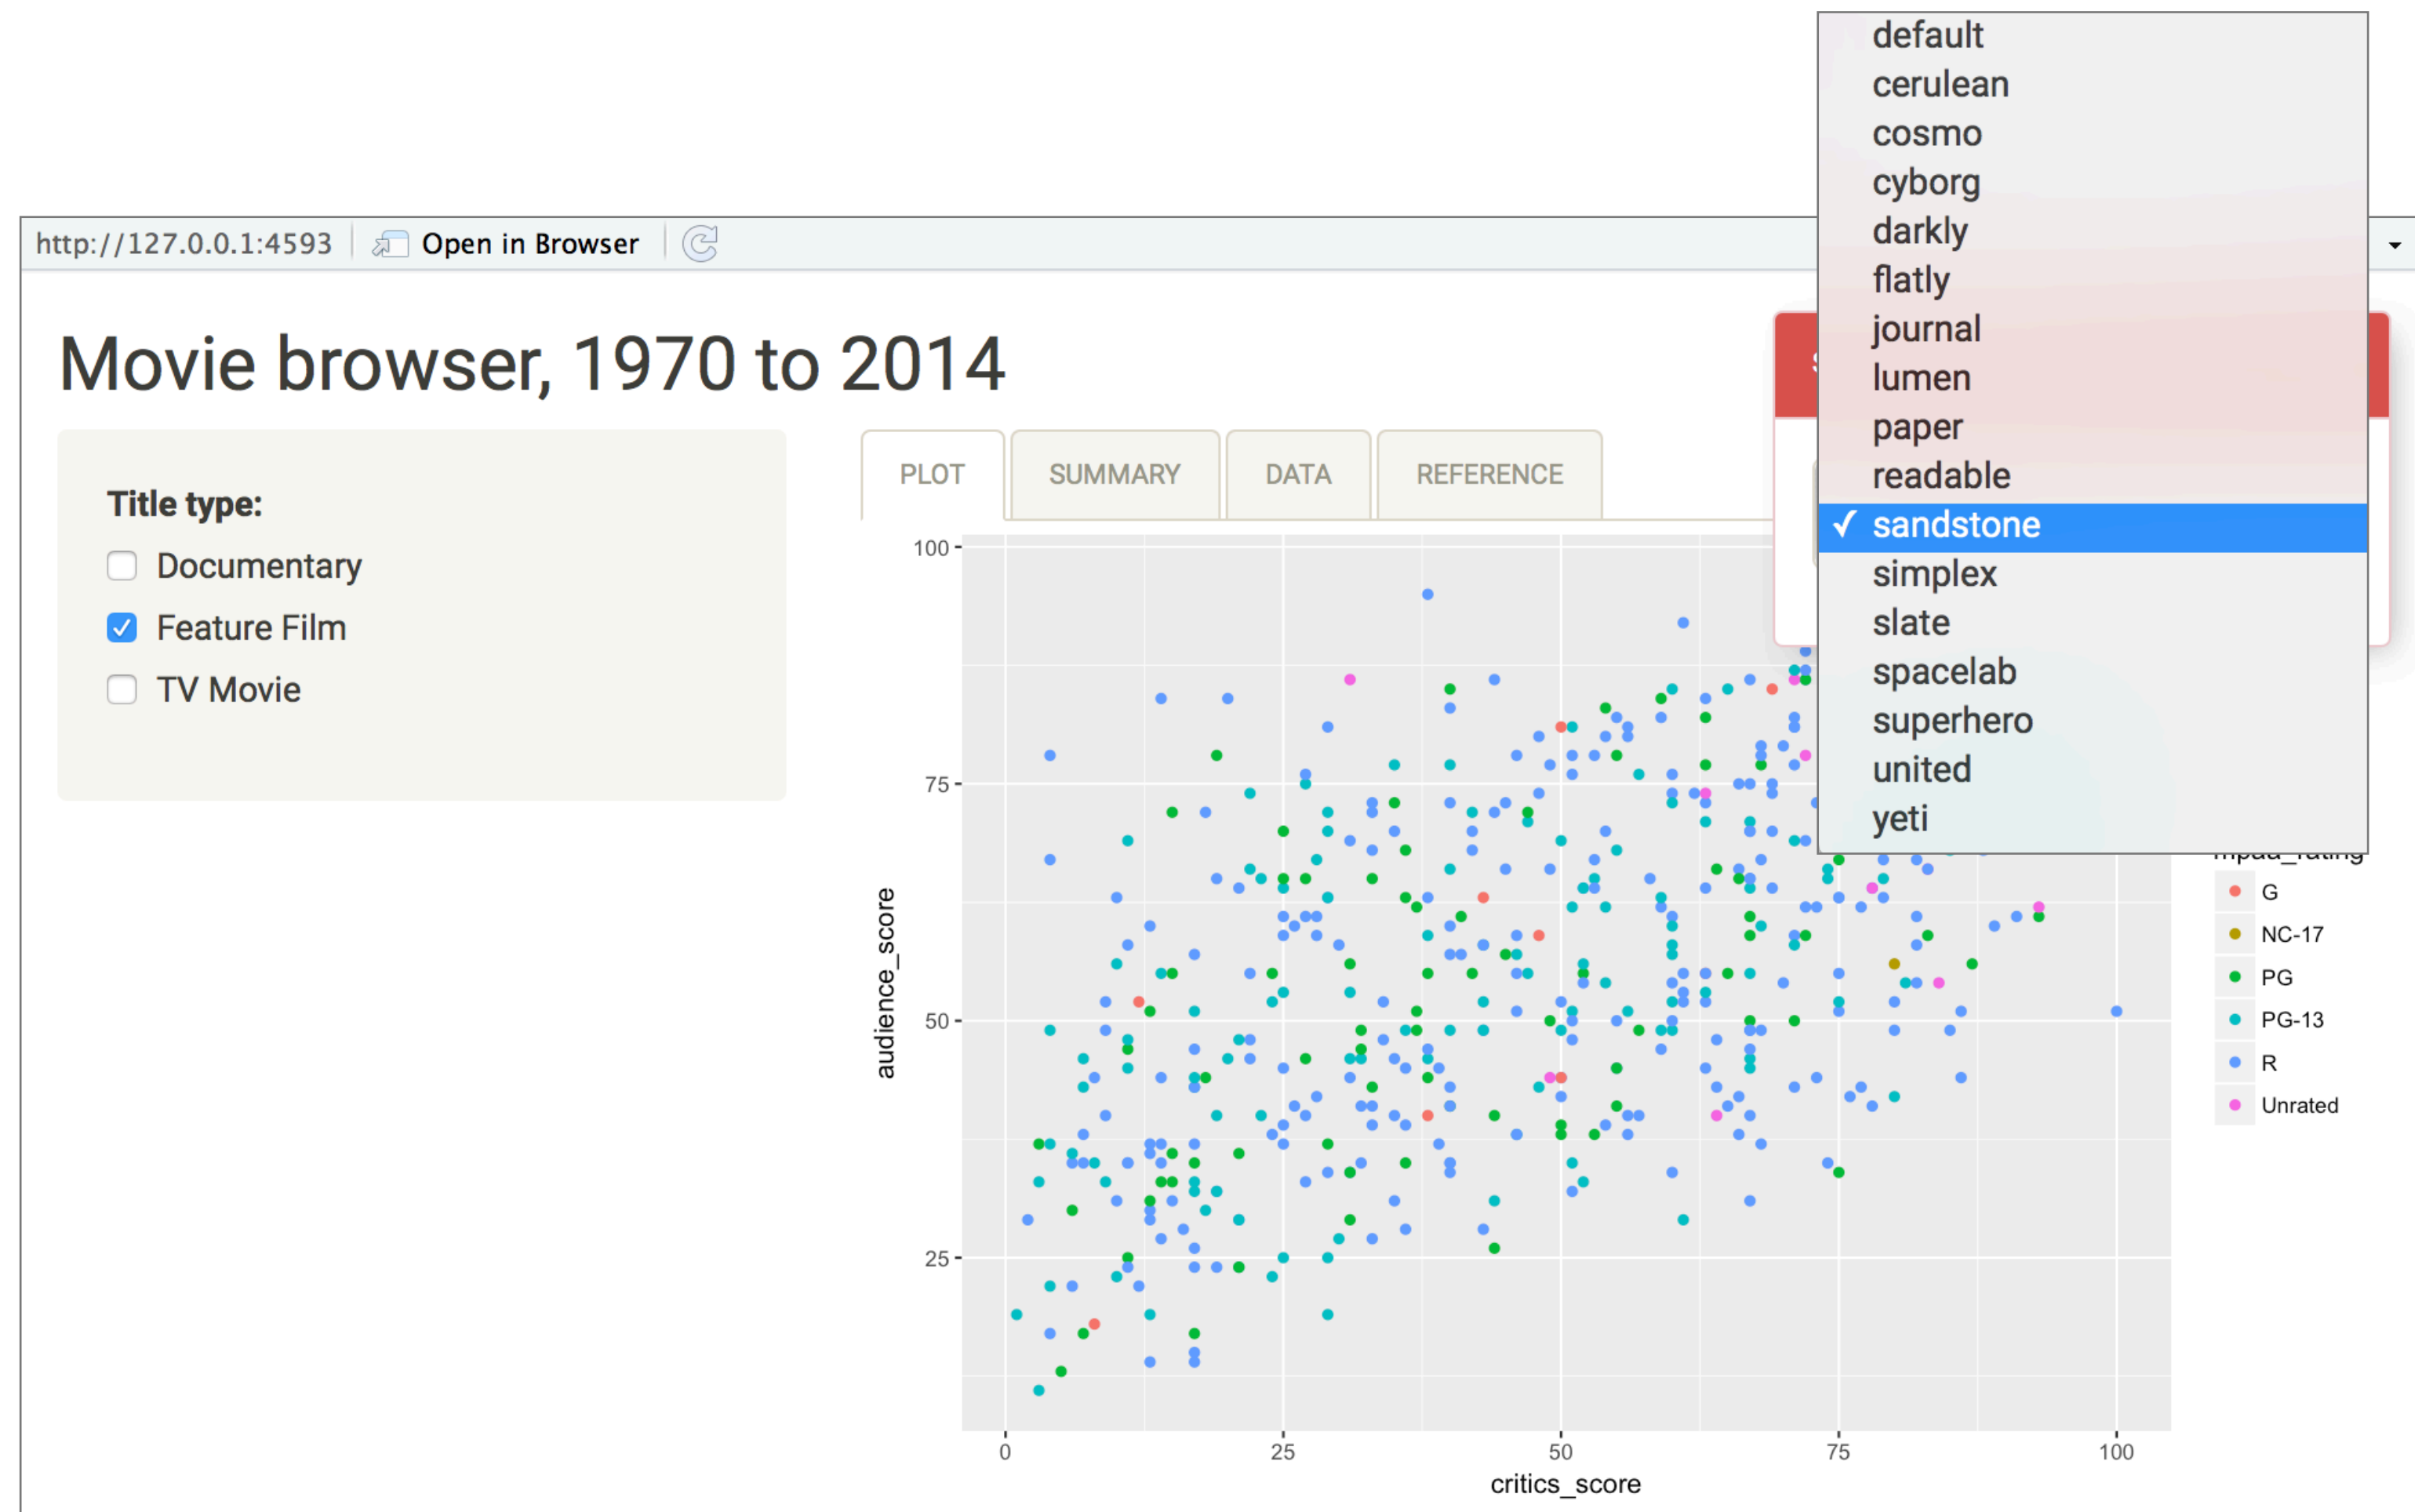 default
cerulean
cosmo
cyborg
darkly
flatly
journal
lumen
paper
readable
✓ sandstone
simplex
slate
spacelab
superhero
united
yeti
http://127.0.0.1:4593 Open in Browser
Movie browser, 1970 to 2014
Title type:
Documentary
Feature Film
TV Movie
PLOT SUMMARY DATA REFERENCE
100
75
50
25
audience_score
0 25 50 75 100
critics_score
mpaa_rating
G
NC-17
PG
PG-13
R
Unrated